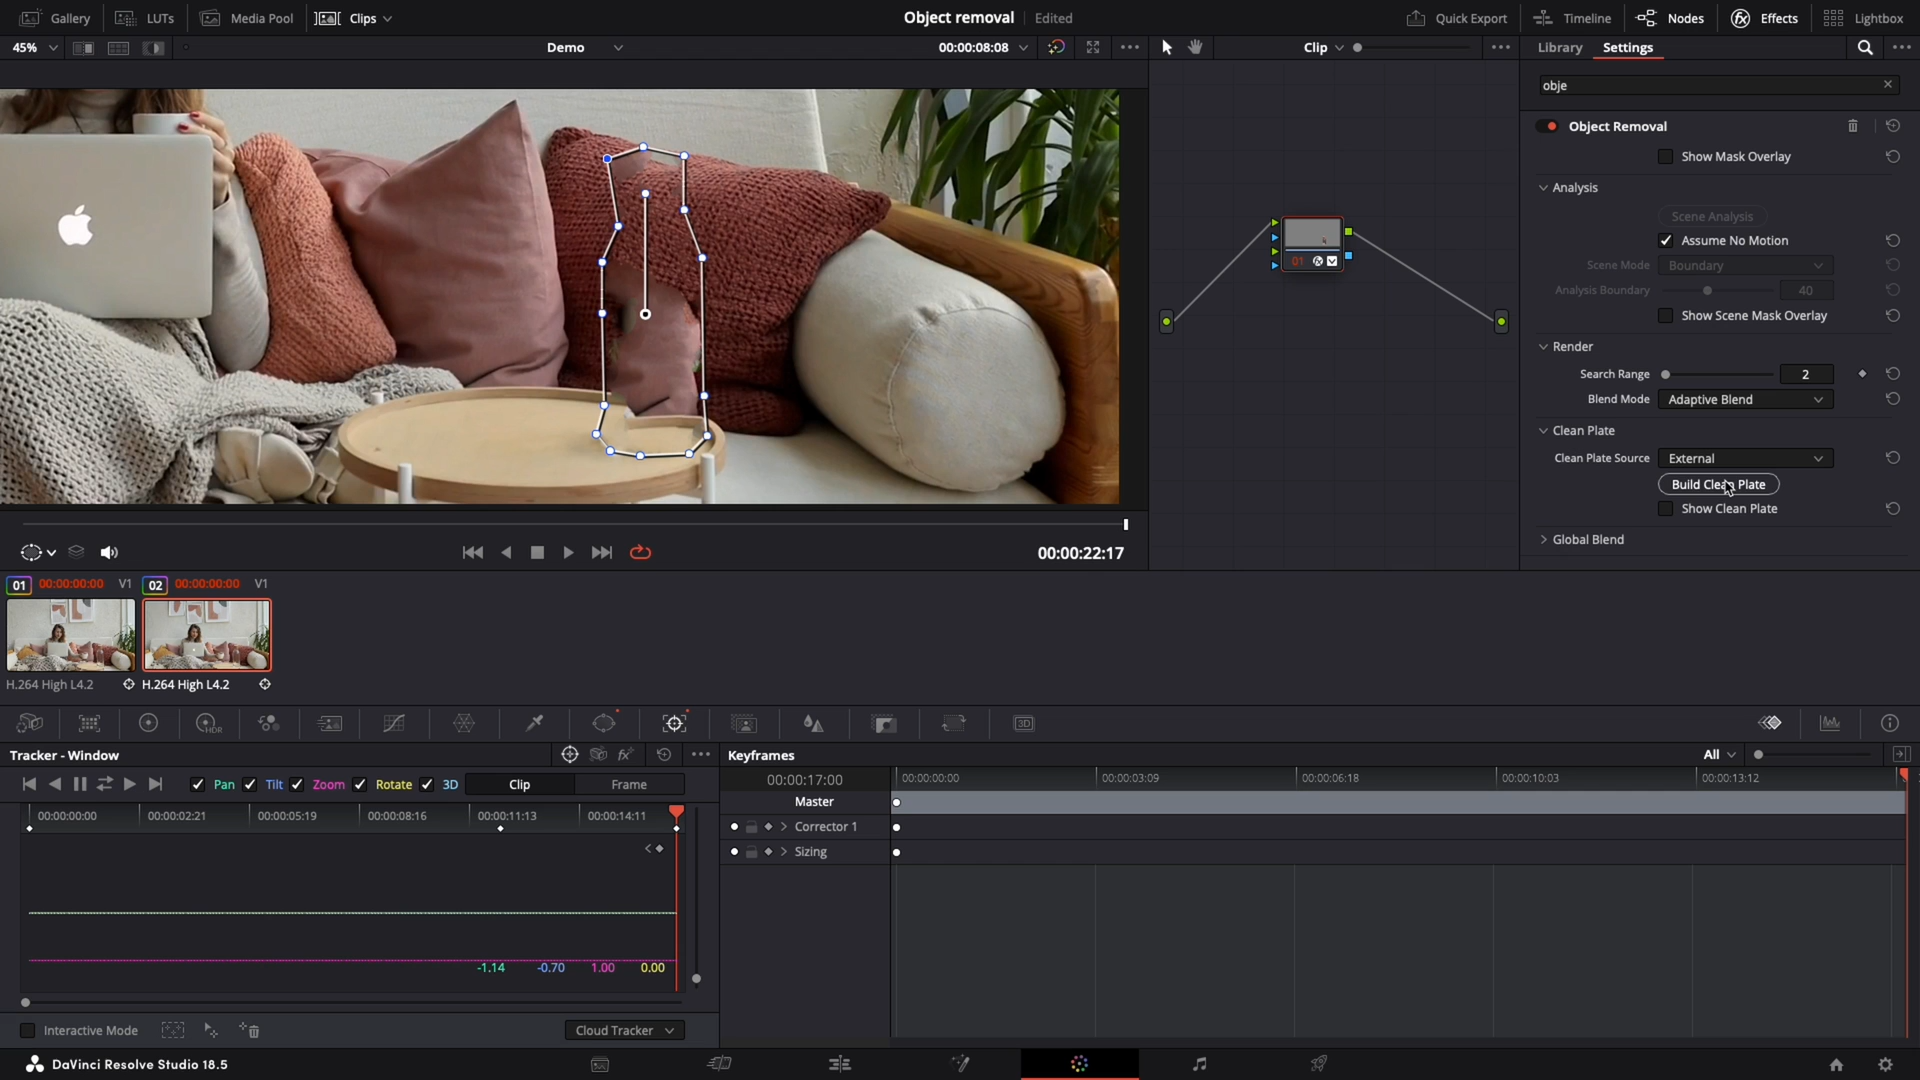 Gallery LUTs Media Pool Clips Object removal Edited Quick Export Timeline Nodes Effects Lightbox
45% Demo 00:00:08:08 Clip Library Settings
obje
Object Removal
Show Mask Overlay
Analysis
Scene Analysis
Assume No Motion
Scene Mode Boundary
Analysis Boundary 40
Show Scene Mask Overlay
Render
Search Range 2
Blend Mode Adaptive Blend
Clean Plate
Clean Plate Source External
Build Clean Plate
Show Clean Plate
Global Blend
01
00:00:22:17
01 00:00:00:00 V1 02 00:00:00:00 V1
H.264 High L4.2 H.264 High L4.2
HDR 3D
Tracker - Window Keyframes All
Pan Tilt Zoom Rotate 3D Clip Frame
00:00:00:00 00:00:02:21 00:00:05:19 00:00:08:16 00:00:11:13 00:00:14:11
-1.14 -0.70 1.00 0.00
Interactive Mode Cloud Tracker
00:00:17:00 00:00:00:00 00:00:03:09 00:00:06:18 00:00:10:03 00:00:13:12
Master
Corrector 1
Sizing
DaVinci Resolve Studio 18.5